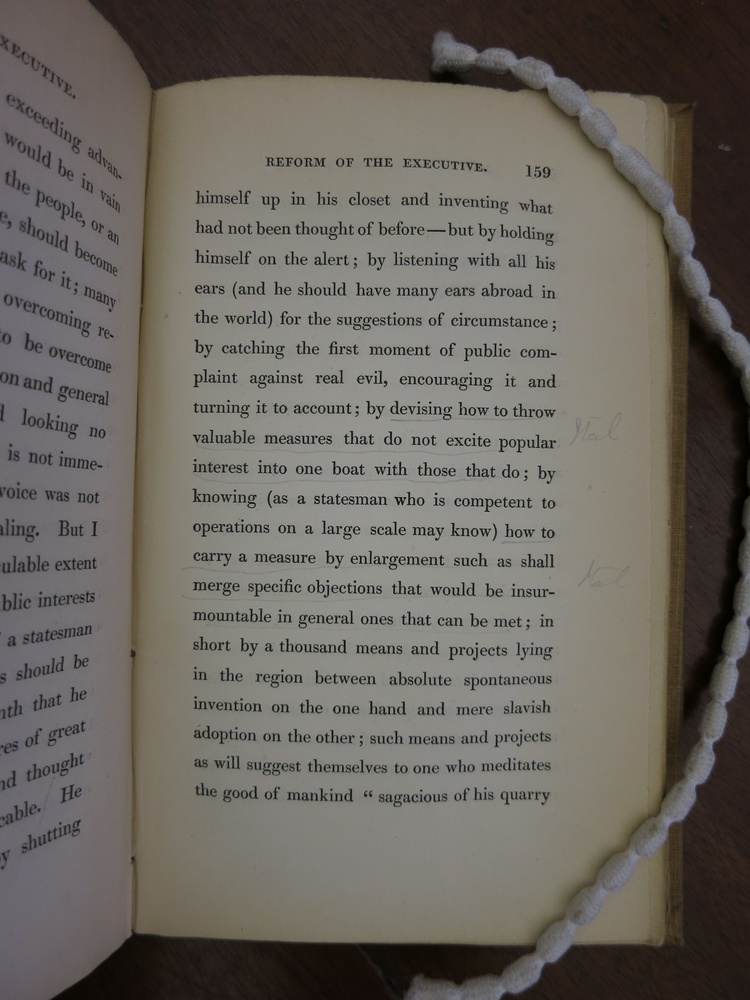 XECUTIVE.
exceeding advan-
would be in vain
the people, or an
e, should become
ask for it; many
overcoming re-
to be overcome
on and general
d looking no
is not imme-
voice was not
aling. But I
culable extent
blic interests
a statesman
s should be
nth that he
res of great
nd thought
cable. He
y shutting
REFORM OF THE EXECUTIVE. 159
himself up in his closet and inventing what
had not been thought of before—but by holding
himself on the alert; by listening with all his
ears (and he should have many ears abroad in
the world) for the suggestions of circumstance;
by catching the first moment of public com-
plaint against real evil, encouraging it and
turning it to account; by devising how to throw
valuable measures that do not excite popular
interest into one boat with those that do; by
knowing (as a statesman who is competent to
operations on a large scale may know) how to
carry a measure by enlargement such as shall
merge specific objections that would be insur-
mountable in general ones that can be met; in
short by a thousand means and projects lying
in the region between absolute spontaneous
invention on the one hand and mere slavish
adoption on the other; such means and projects
as will suggest themselves to one who meditates
the good of mankind “ sagacious of his quarry